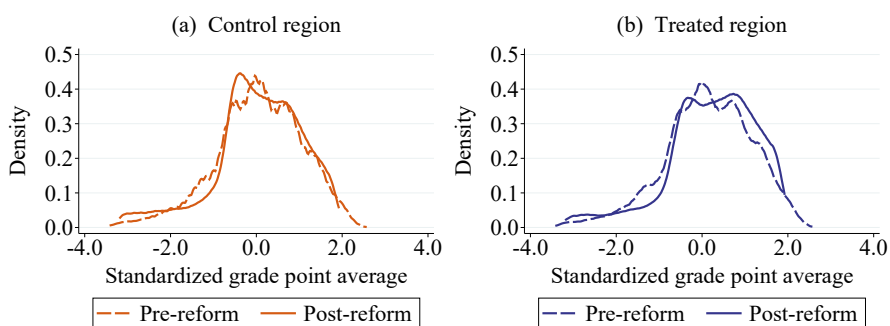 (a) Control region
0.5
0.4
0.3
0.2
0.1
0.0
Density
-4.0 -2.0 0.0 2.0 4.0
Standardized grade point average
Pre-reform Post-reform
(b) Treated region
0.5
0.4
0.3
0.2
0.1
0.0
Density
-4.0 -2.0 0.0 2.0 4.0
Standardized grade point average
Pre-reform Post-reform